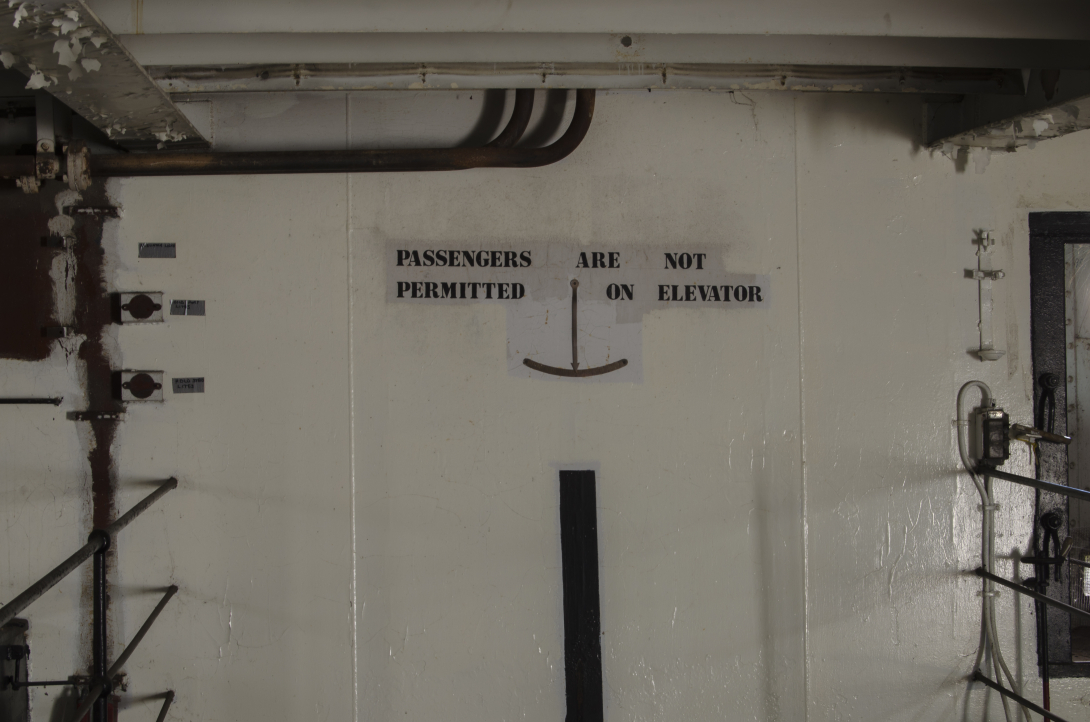 PASSENGERS ARE NOT
PERMITTED ON ELEVATOR